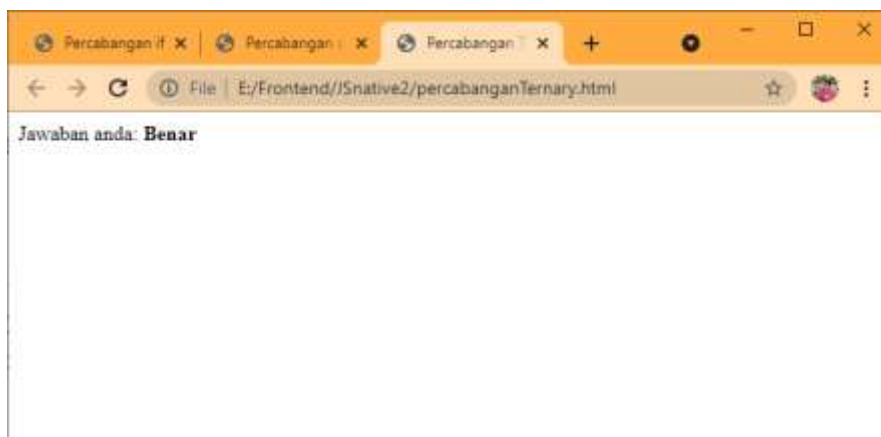 Percabangan if
Percabangan
Percabangan T
File
E:/Frontend/JSnative2/percabanganTernary.html
Jawaban anda: Benar